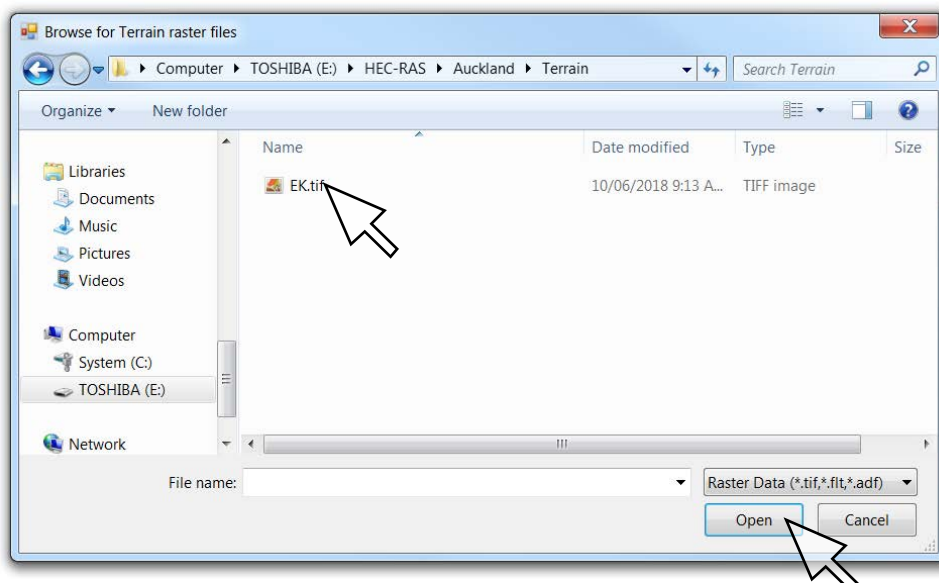 Browse for Terrain raster files
Computer TOSHIBA (E:) HEC-RAS Auckland Terrain
Search Terrain
Organize New folder
Name Date modified Type Size
EK.tif 10/06/2018 9:13 A... TIFF image
Libraries
Documents
Music
Pictures
Videos
Computer
System (C:)
TOSHIBA (E:)
Network
File name:
Raster Data (*.tif,*.flt,*.adf)
Open Cancel